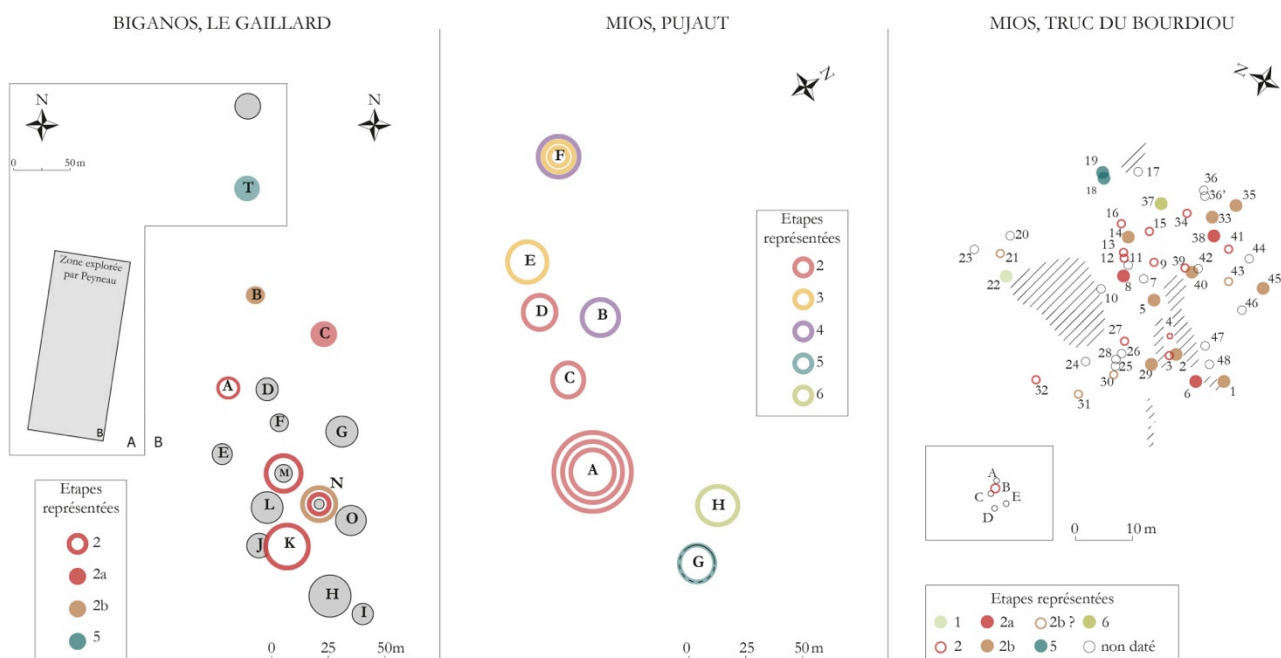 BIGANOS, LE GAILLARD
N
0 50 m
N
T
Zone explorée
par Peyneau
B
A B
B
C
A
D
F
G
E
M
N
L
O
J
K
H
I
Etapes
représentées
2
2a
2b
5
0 25 50m
MIOS, PUJAUT
N
F
E
D
B
C
A
H
G
Etapes
représentées
2
3
4
5
6
MIOS, TRUC DU BOURDIOU
N
19
18
17
36
36'
35
37
34
33
16
15
14
38
20
23
21
13
12
11
9
39
42
41
44
22
8
7
40
43
45
10
5
46
27
4
47
28
26
24
25
3
2
48
29
30
32
31
6
1
A
B
C
E
D
0 10 m
Etapes représentées
1 2a 2b ? 6
2 2b 5 non daté